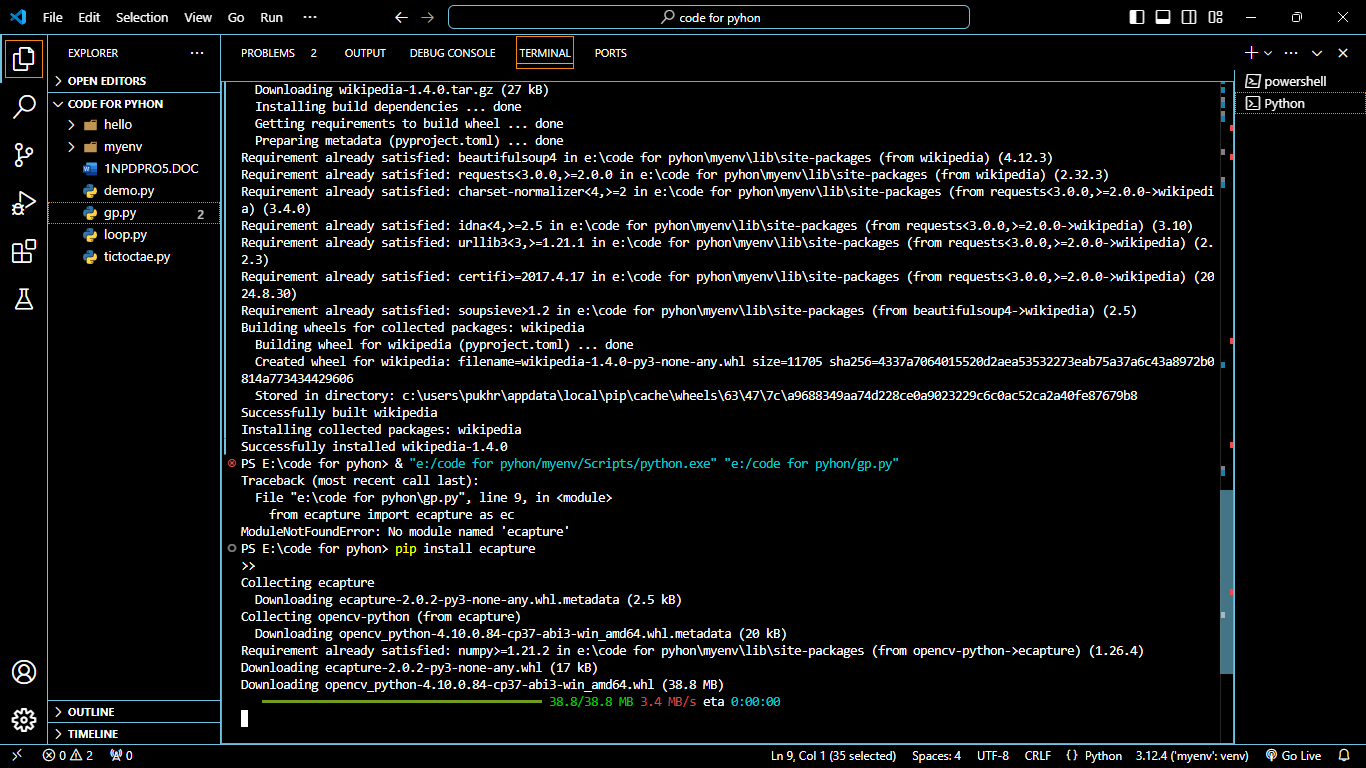 File Edit Selection View Go Run ··· code for pyhon
EXPLORER ···
OPEN EDITORS
CODE FOR PYHON
hello
myenv
1NPDPRO5.DOC
demo.py
gp.py 2
loop.py
tictoctae.py
OUTLINE
TIMELINE
PROBLEMS 2 OUTPUT DEBUG CONSOLE TERMINAL PORTS
Downloading wikipedia-1.4.0.tar.gz (27 kB)
Installing build dependencies ... done
Getting requirements to build wheel ... done
Preparing metadata (pyproject.toml) ... done
Requirement already satisfied: beautifulsoup4 in e:\code for pyhon\myenv\lib\site-packages (from wikipedia) (4.12.3)
Requirement already satisfied: requests<3.0.0,>=2.0.0 in e:\code for pyhon\myenv\lib\site-packages (from wikipedia) (2.32.3)
Requirement already satisfied: charset-normalizer<4,>=2 in e:\code for pyhon\myenv\lib\site-packages (from requests<3.0.0,>=2.0.0->wikipedi
a) (3.4.0)
Requirement already satisfied: idna<4,>=2.5 in e:\code for pyhon\myenv\lib\site-packages (from requests<3.0.0,>=2.0.0->wikipedia) (3.10)
Requirement already satisfied: urllib3<3,>=1.21.1 in e:\code for pyhon\myenv\lib\site-packages (from requests<3.0.0,>=2.0.0->wikipedia) (2.
2.3)
Requirement already satisfied: certifi>=2017.4.17 in e:\code for pyhon\myenv\lib\site-packages (from requests<3.0.0,>=2.0.0->wikipedia) (20
24.8.30)
Requirement already satisfied: soupsieve>1.2 in e:\code for pyhon\myenv\lib\site-packages (from beautifulsoup4->wikipedia) (2.5)
Building wheels for collected packages: wikipedia
Building wheel for wikipedia (pyproject.toml) ... done
Created wheel for wikipedia: filename=wikipedia-1.4.0-py3-none-any.whl size=11705 sha256=4337a7064015520d2aea53532273eab75a37a6c43a8972b0
814a773434429606
Stored in directory: c:\users\pukhr\appdata\local\pip\cache\wheels\63\47\7c\a9688349aa74d228ce0a9023229c6c0ac52ca2a40fe87679b8
Successfully built wikipedia
Installing collected packages: wikipedia
Successfully installed wikipedia-1.4.0
PS E:\code for pyhon> & "e:/code for pyhon/myenv/Scripts/python.exe" "e:/code for pyhon/gp.py"
Traceback (most recent call last):
File "e:\code for pyhon\gp.py", line 9, in <module>
from ecapture import ecapture as ec
ModuleNotFoundError: No module named 'ecapture'
PS E:\code for pyhon> pip install ecapture
>>
Collecting ecapture
Downloading ecapture-2.0.2-py3-none-any.whl.metadata (2.5 kB)
Collecting opencv-python (from ecapture)
Downloading opencv_python-4.10.0.84-cp37-abi3-win_amd64.whl.metadata (20 kB)
Requirement already satisfied: numpy>=1.21.2 in e:\code for pyhon\myenv\lib\site-packages (from opencv-python->ecapture) (1.26.4)
Downloading ecapture-2.0.2-py3-none-any.whl (17 kB)
Downloading opencv_python-4.10.0.84-cp37-abi3-win_amd64.whl (38.8 MB)
38.8/38.8 MB 3.4 MB/s eta 0:00:00
powershell
Python
0 2 0 Ln 9, Col 1 (35 selected) Spaces: 4 UTF-8 CRLF { } Python 3.12.4 ('myenv': venv) Go Live